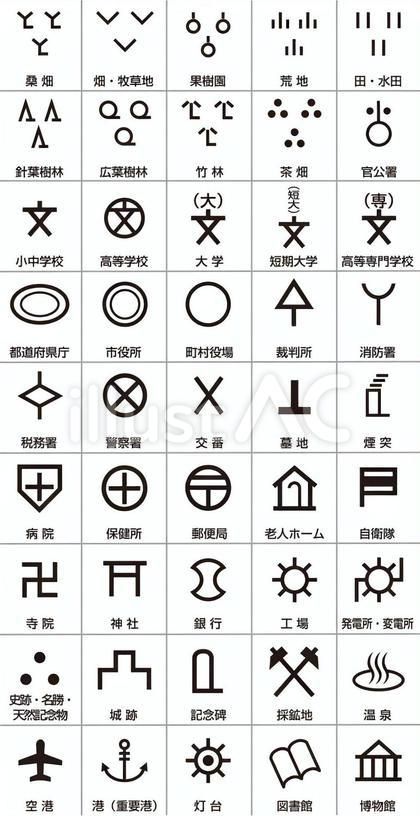 桑 畑
畑・牧草地
果樹園
荒 地
田・水田
針葉樹林
広葉樹林
竹 林
茶 畑
官公署
文
小中学校
文
高等学校
(大)
文
大 学
(短大)
文
短期大学
(専)
文
高等専門学校
都道府県庁
市役所
町村役場
裁判所
消防署
税務署
警察署
交 番
墓 地
煙 突
病 院
保健所
郵便局
老人ホーム
自衛隊
寺 院
神 社
銀 行
工 場
発電所・変電所
史跡・名勝・
天然記念物
城 跡
記念碑
採鉱地
温 泉
空 港
港（重要港）
灯 台
図書館
博物館
illust AC